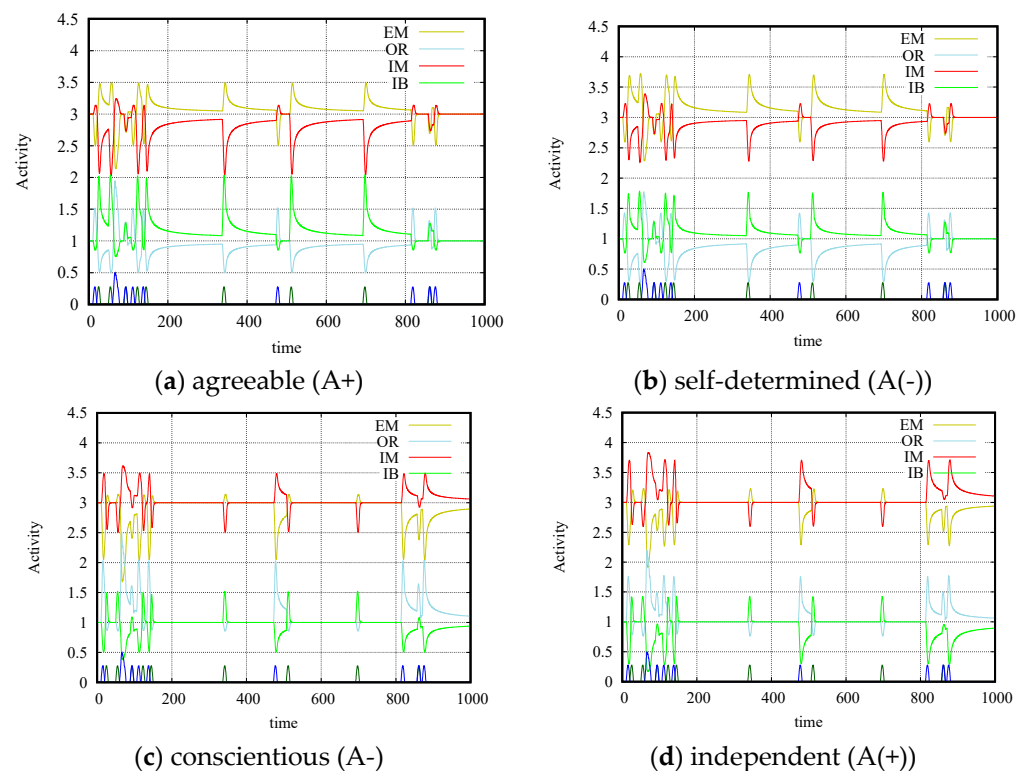 4.5
4
3.5
3
2.5
2
1.5
1
0.5
0
Activity
EM
OR
IM
IB
0 200 400 600 800 1000
time
(a) agreeable (A+)
4.5
4
3.5
3
2.5
2
1.5
1
0.5
0
Activity
EM
OR
IM
IB
0 200 400 600 800 1000
time
(b) self-determined (A(-))
4.5
4
3.5
3
2.5
2
1.5
1
0.5
0
Activity
EM
OR
IM
IB
0 200 400 600 800 1000
time
(c) conscientious (A-)
4.5
4
3.5
3
2.5
2
1.5
1
0.5
0
Activity
EM
OR
IM
IB
0 200 400 600 800 1000
time
(d) independent (A(+))